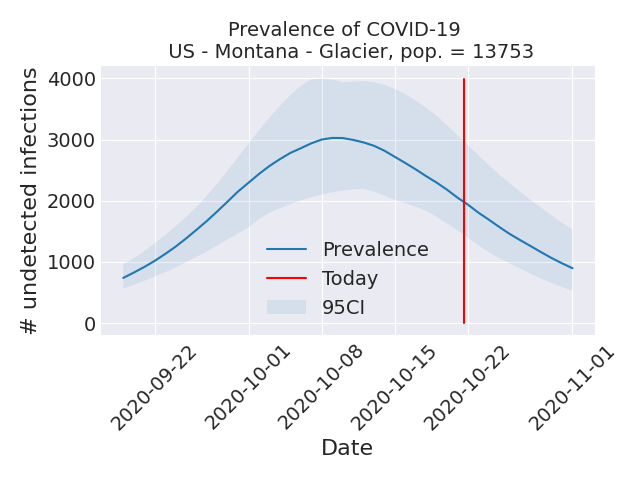 Prevalence of COVID-19
US - Montana - Glacier, pop. = 13753
# undetected infections
4000
3000
2000
1000
0
Prevalence
Today
95CI
2020-09-22
2020-10-01
2020-10-08
2020-10-15
2020-10-22
2020-11-01
Date